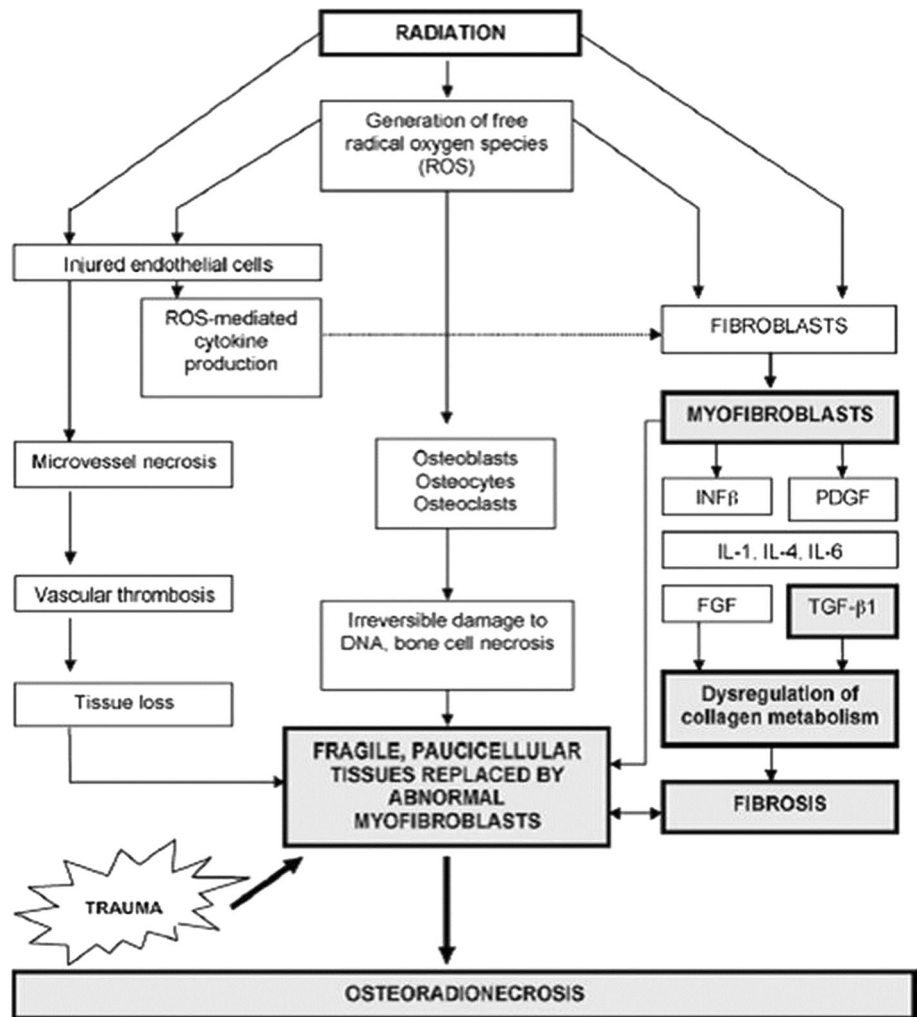 RADIATION
Generation of free
radical oxygen species
(ROS)
Injured endothelial cells
ROS-mediated
cytokine
production
FIBROBLASTS
MYOFIBROBLASTS
Microvessel necrosis
Osteoblasts
Osteocytes
Osteoclasts
INFβ
PDGF
IL-1, IL-4, IL-6
Vascular thrombosis
Irreversible damage to
DNA, bone cell necrosis
FGF
TGF-β1
Tissue loss
Dysregulation of
collagen metabolism
FRAGILE, PAUCICELLULAR
TISSUES REPLACED BY
ABNORMAL
MYOFIBROBLASTS
FIBROSIS
TRAUMA
OSTEORADIONECROSIS